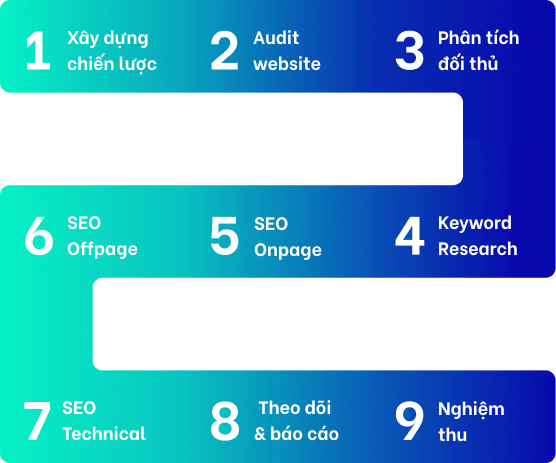 1 Xây dựng
chiến lược
2 Audit
website
3 Phân tích
đối thủ
4 Keyword
Research
5 SEO
Onpage
6 SEO
Offpage
7 SEO
Technical
8 Theo dõi
& báo cáo
9 Nghiệm
thu